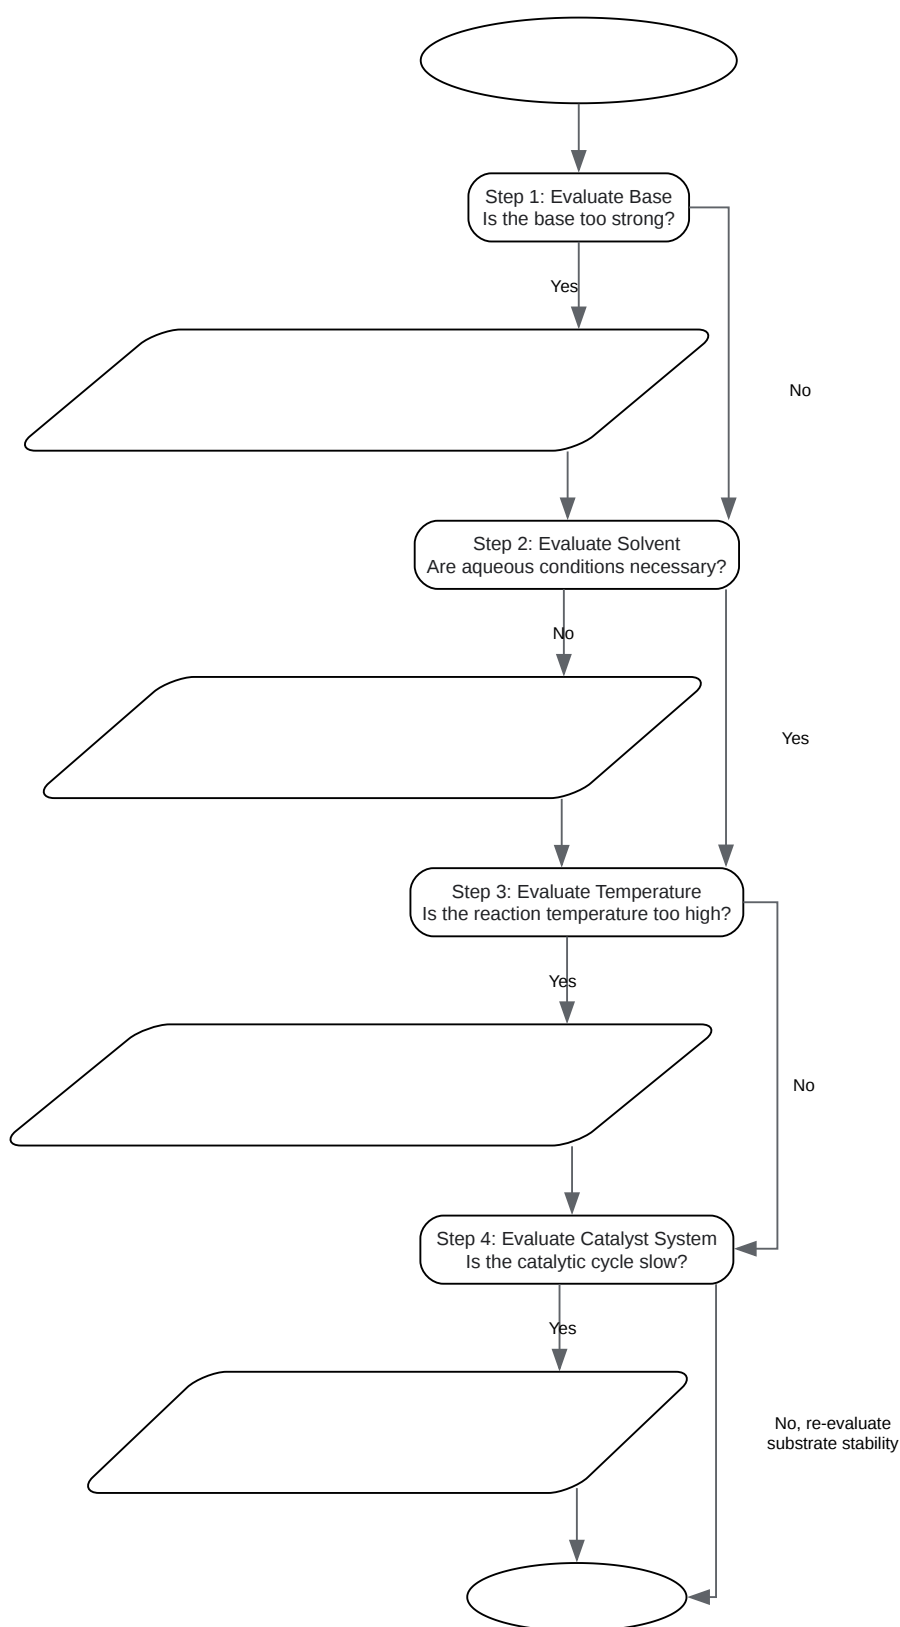 Step 1: Evaluate Base
Is the base too strong?
Yes
No
Step 2: Evaluate Solvent
Are aqueous conditions necessary?
No
Yes
Step 3: Evaluate Temperature
Is the reaction temperature too high?
Yes
No
Step 4: Evaluate Catalyst System
Is the catalytic cycle slow?
Yes
No, re-evaluate
substrate stability